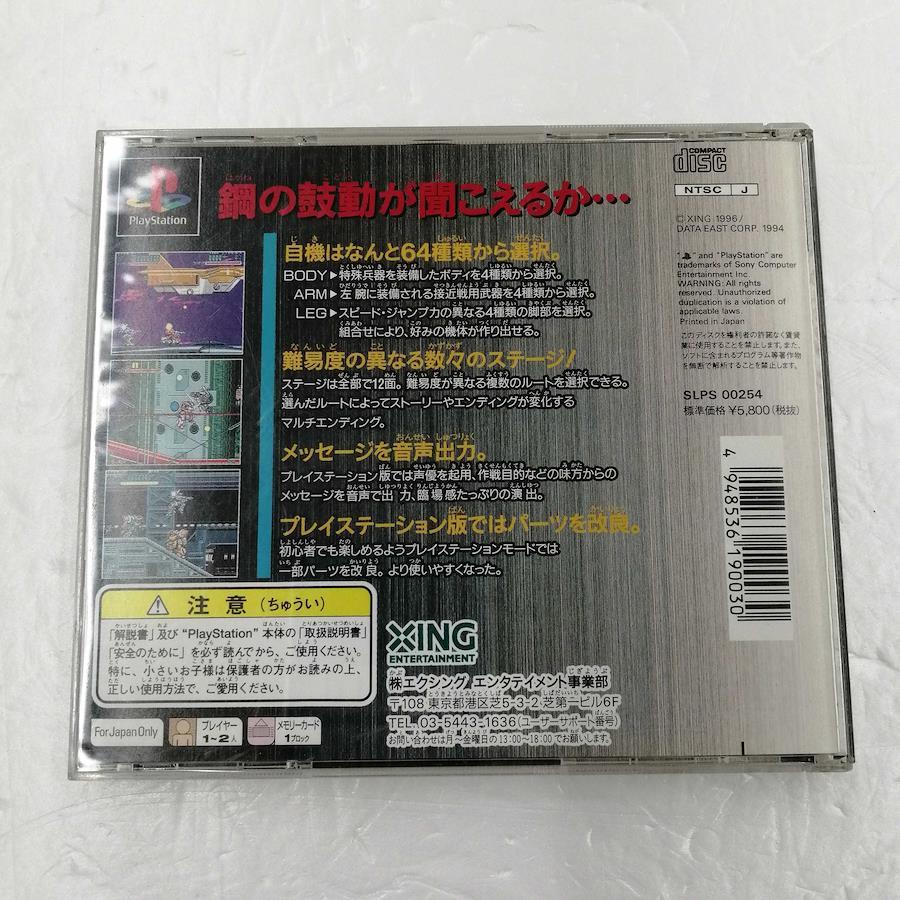 PlayStation
鋼の鼓動が聞こえるか…
自機はなんと64種類から選択。
BODY▶特殊兵器を装備したボディを4種類から選択。
ARM▶左腕に装備される接近戦用武器を4種類から選択。
LEG▶スピード・ジャンプ力の異なる4種類の脚部を選択。
組合せにより、好みの機体が作り出せる。
難易度の異なる数々のステージ!
ステージは全部で12面。難易度が異なる複数のルートを選択できる。
選んだルートによってストーリーやエンディングが変化する
マルチエンディング。
メッセージを音声出力。
プレイステーション版では声優を起用、作戦目的などの味方からの
メッセージを音声で出力、臨場感たっぷりの演出。
プレイステーション版ではパーツを改良。
初心者でも楽しめるようプレイステーションモードでは
一部パーツを改良。より使いやすくなった。
COMPACT
disc
NTSC J
© XING 1996/
DATA EAST CORP. 1994
"PS" and "PlayStation" are
trademarks of Sony Computer
Entertainment Inc.
WARNING: All rights
reserved. Unauthorized
duplication is a violation of
applicable laws.
Printed in Japan
このディスクを権利者の許諾なく賃貸
業に使用することを禁止します。また、
ソフトに含まれるプログラム等著作物
を無断で解析することを禁止します。
SLPS 00254
標準価格 ¥5,800(税抜)
4 948536 190030
注意(ちゅうい)
「解説書」及び "PlayStation" 本体の「取扱説明書」
「安全のために」を必ず読んでから、ご使用ください。
特に、小さいお子様は保護者の方がお読みの上、
正しい使用方法で、ご愛用ください。
For Japan Only
プレイヤー
1~2人
メモリーカード
1ブロック
XING
ENTERTAINMENT
㈱エクシング エンタテイメント事業部
〒108 東京都港区芝5-3-2 芝第一ビル6F
TEL. 03-5443-1636(ユーザーサポート番号)
お問い合わせは月~金曜日の13:00~18:00でお願いします。